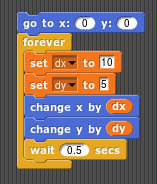 go to x: 0 y: 0
forever
set dx to 10
set dy to 5
change x by dx
change y by dy
wait 0.5 secs